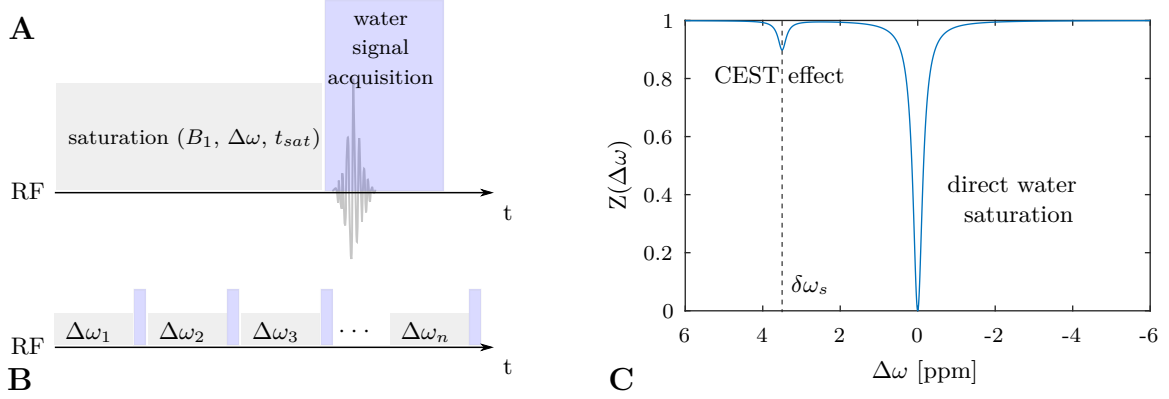 A
water
signal
acquisition
saturation (B₁, Δω, t_sat)
RF
t
Δω₁ Δω₂ Δω₃ ··· Δωₙ
RF
t
B
1
0.8
0.6
0.4
0.2
0
Z(Δω)
CEST effect
direct water
saturation
δωₛ
6 4 2 0 -2 -4 -6
Δω [ppm]
C